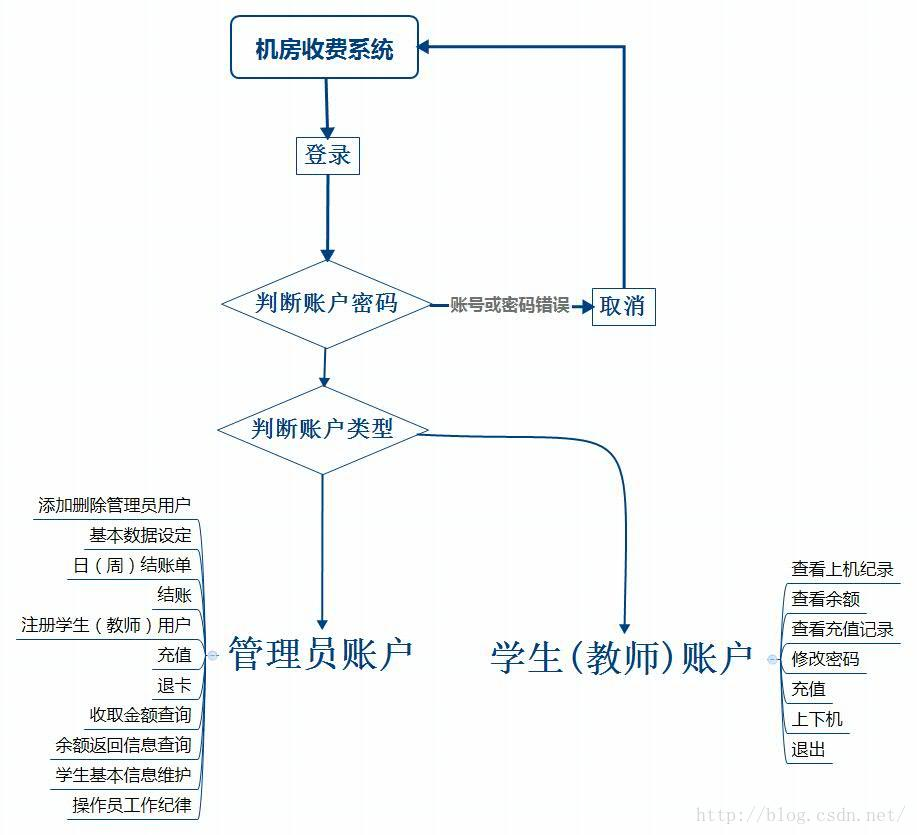 机房收费系统
登录
判断账户密码
账号或密码错误
取消
判断账户类型
添加删除管理员用户
基本数据设定
日（周）结账单
结账
注册学生（教师）用户
充值
退卡
收取金额查询
余额返回信息查询
学生基本信息维护
操作员工作纪律
管理员账户
学生(教师)账户
查看上机纪录
查看余额
查看充值记录
修改密码
充值
上下机
退出
http://blog.csdn.net/